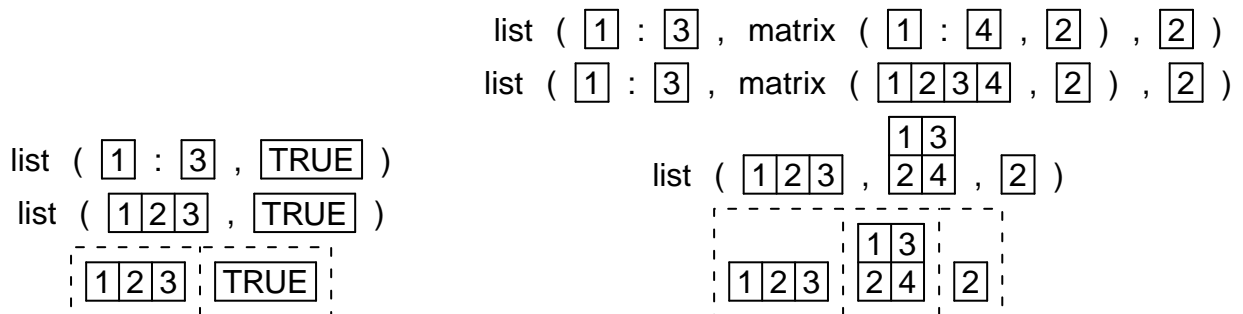 list ( 1 : 3 , TRUE )
list ( 1 2 3 , TRUE )
1 2 3 TRUE
list ( 1 : 3 , matrix ( 1 : 4 , 2 ) , 2 )
list ( 1 : 3 , matrix ( 1 2 3 4 , 2 ) , 2 )
1 3
list ( 1 2 3 , 2 4 , 2 )
1 3
1 2 3 2 4 2